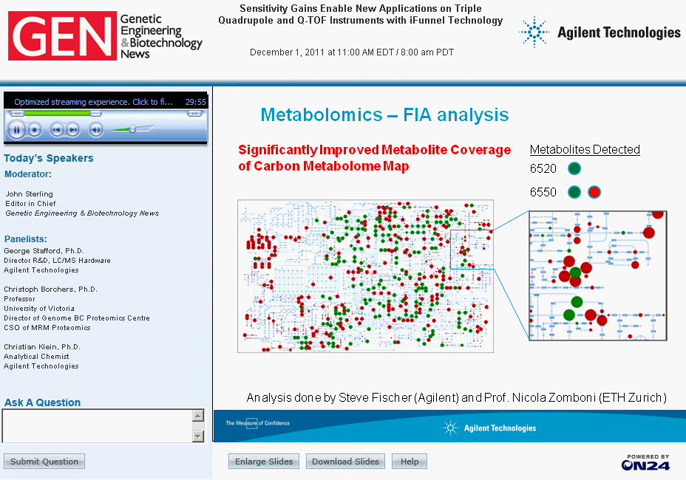 GEN
Genetic
Engineering
& Biotechnology
News
Sensitivity Gains Enable New Applications on Triple
Quadrupole and Q-TOF Instruments with iFunnel Technology
December 1, 2011 at 11:00 AM EDT / 8:00 am PDT
Agilent Technologies
Optimized streaming experience. Click to fi... 29:55
Today's Speakers
Moderator:
John Sterling
Editor in Chief
Genetic Engineering & Biotechnology News
Panelists:
George Stafford, Ph.D.
Director R&D, LC/MS Hardware
Agilent Technologies
Christoph Borchers, Ph.D.
Professor
University of Victoria
Director of Genome BC Proteomics Centre
CSO of MRM Proteomics
Christian Klein, Ph.D.
Analytical Chemist
Agilent Technologies
Ask A Question
Submit Question
Metabolomics – FIA analysis
Significantly Improved Metabolite Coverage
of Carbon Metabolome Map
Metabolites Detected
6520
6550
Analysis done by Steve Fischer (Agilent) and Prof. Nicola Zomboni (ETH Zurich)
The Measure of Confidence
Agilent Technologies
Enlarge Slides
Download Slides
Help
POWERED BY
ON24